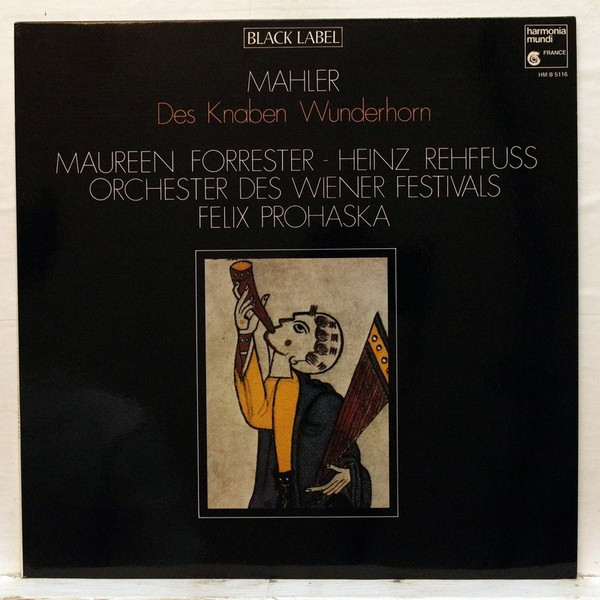 BLACK LABEL
harmonia
mundi
FRANCE
HM B 5116
MAHLER
Des Knaben Wunderhorn
MAUREEN FORRESTER - HEINZ REHFFUSS
ORCHESTER DES WIENER FESTIVALS
FELIX PROHASKA